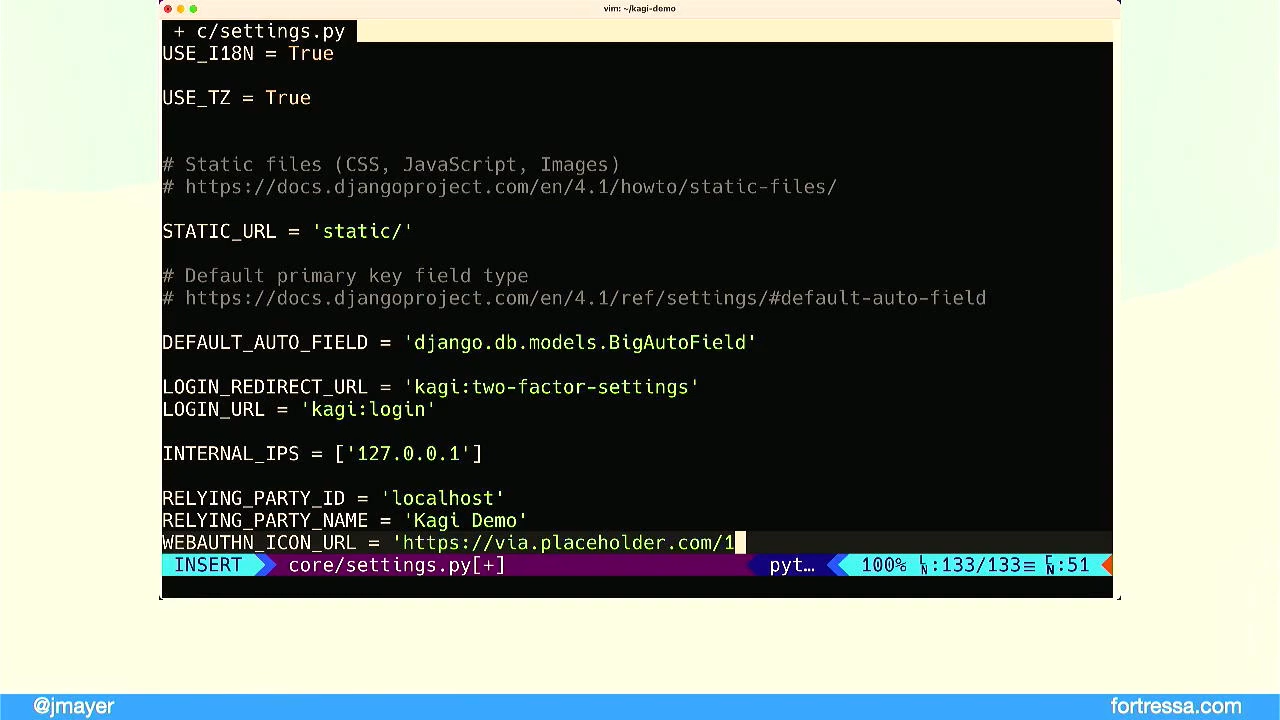 vim: ~/kagi-demo
+ c/settings.py
USE_I18N = True
USE_TZ = True
# Static files (CSS, JavaScript, Images)
# https://docs.djangoproject.com/en/4.1/howto/static-files/
STATIC_URL = 'static/'
# Default primary key field type
# https://docs.djangoproject.com/en/4.1/ref/settings/#default-auto-field
DEFAULT_AUTO_FIELD = 'django.db.models.BigAutoField'
LOGIN_REDIRECT_URL = 'kagi:two-factor-settings'
LOGIN_URL = 'kagi:login'
INTERNAL_IPS = ['127.0.0.1']
RELYING_PARTY_ID = 'localhost'
RELYING_PARTY_NAME = 'Kagi Demo'
WEBAUTHN_ICON_URL = 'https://via.placeholder.com/1
INSERT core/settings.py[+] pyt… 100% ㏑:133/133≡ ℅:51
@jmayer fortressa.com